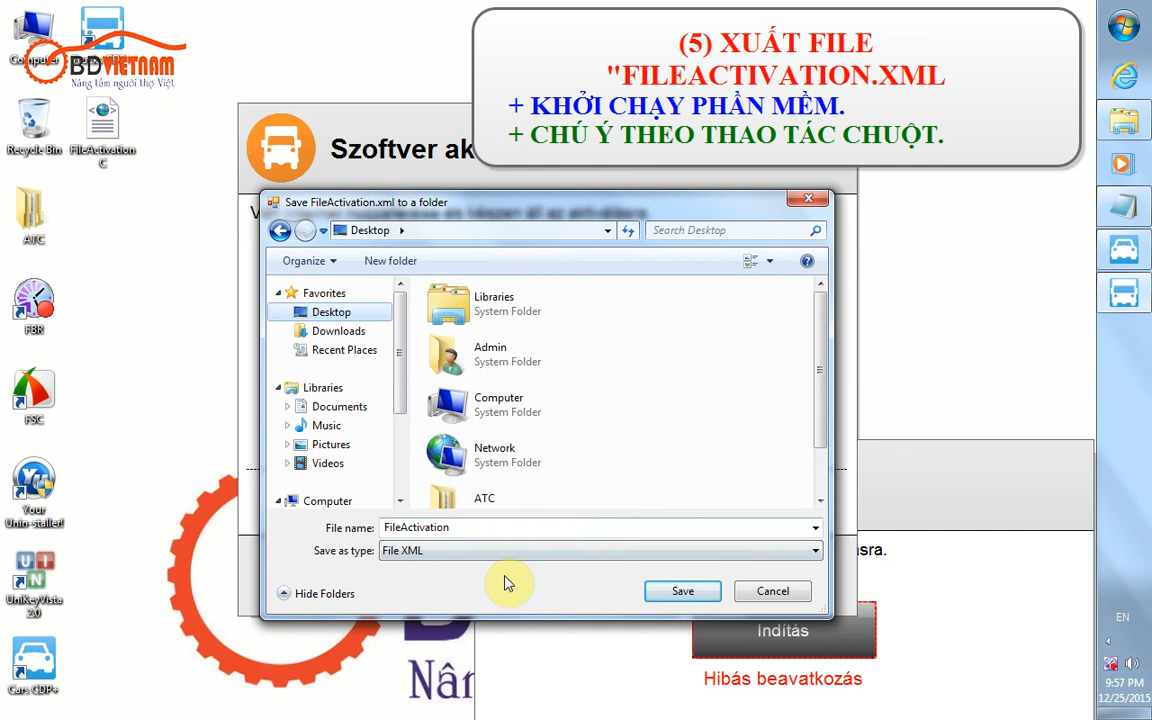 (5) XUẤT FILE
"FILEACTIVATION.XML
+ KHỞI CHẠY PHẦN MỀM.
+ CHÚ Ý THEO THAO TÁC CHUỘT.
BDVIETNAM
Nâng tầm người thợ Việt
Recycle Bin
FileActivation
C
ATC
FBR
FSC
Your
Unin-staller!
UniKeyVista
2.0
Cars CDP+
Szoftver ak
Save FileActivation.xml to a folder
Desktop
Search Desktop
Organize
New folder
Favorites
Desktop
Downloads
Recent Places
Libraries
Documents
Music
Pictures
Videos
Computer
Libraries
System Folder
Admin
System Folder
Computer
System Folder
Network
System Folder
ATC
File name: FileActivation
Save as type: File XML
Hide Folders
Save
Cancel
ásra.
Indítás
Hibás beavatkozás
Nân
EN
9:57 PM
12/25/2015